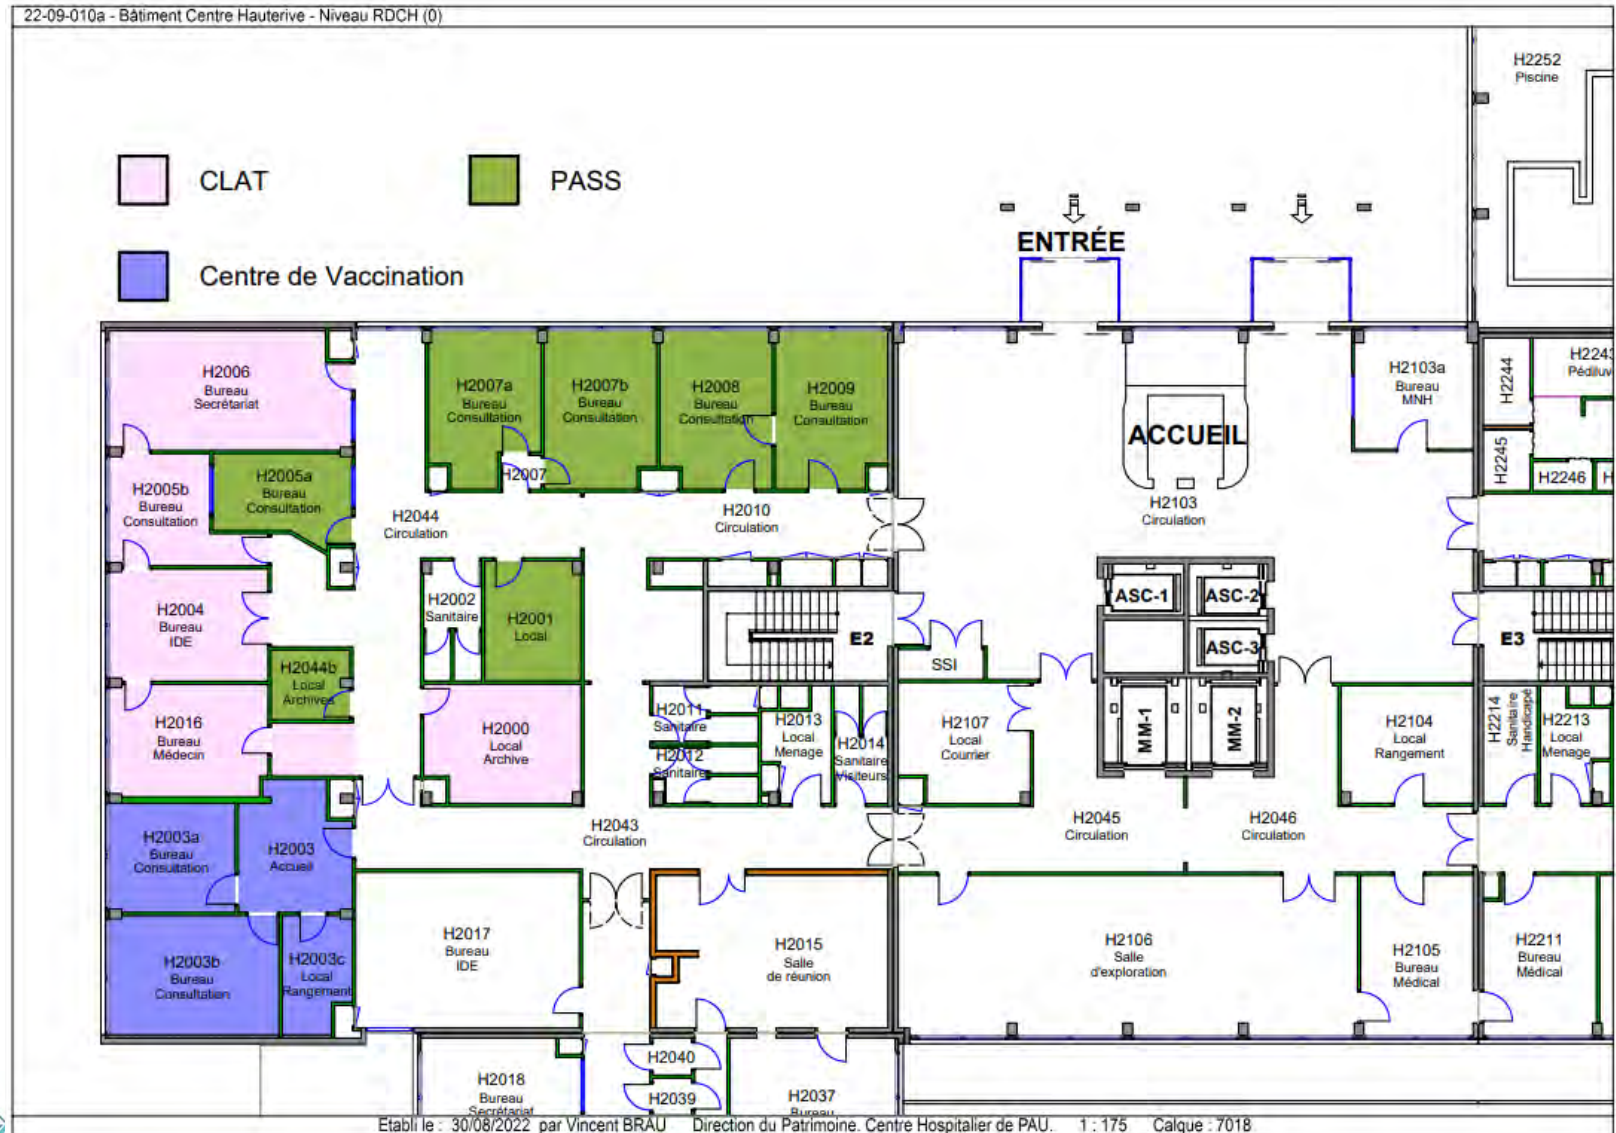 22-09-010a - Bâtiment Centre Hauterive - Niveau RDCH (0)
H2252
Piscine
CLAT
PASS
Centre de Vaccination
ENTRÉE
H2006
Bureau
Secrétariat
H2007a
Bureau
Consultation
H2007b
Bureau
Consultation
H2008
Bureau
Consultation
H2009
Bureau
Consultation
ACCUEIL
H2103a
Bureau
MNH
H2244
H2243
Pédiluv
H2245
H2246
H
H2005b
Bureau
Consultation
H2005a
Bureau
Consultation
H2007
H2044
Circulation
H2010
Circulation
H2103
Circulation
H2004
Bureau
IDE
H2002
Sanitaire
H2001
Local
E2
SSI
ASC-1
ASC-2
ASC-3
E3
H2044b
Local
Archives
H2016
Bureau
Médecin
H2000
Local
Archive
H2011
Sanitaire
H2012
Sanitaire
H2013
Local
Menage
H2014
Sanitaire
Visiteurs
H2107
Local
Courrier
MM-1
MM-2
H2104
Local
Rangement
H2214
Sanitaire
Handicapé
H2213
Local
Menage
H2003a
Bureau
Consultation
H2003
Accueil
H2043
Circulation
H2045
Circulation
H2046
Circulation
H2003b
Bureau
Consultation
H2003c
Local
Rangement
H2017
Bureau
IDE
H2015
Salle
de réunion
H2106
Salle
d'exploration
H2105
Bureau
Médical
H2211
Bureau
Médical
H2018
Bureau
Secrétariat
H2040
H2039
H2037
Bureau
Etabli le : 30/08/2022 par Vincent BRAU Direction du Patrimoine. Centre Hospitalier de PAU. 1 : 175 Calque : 7018